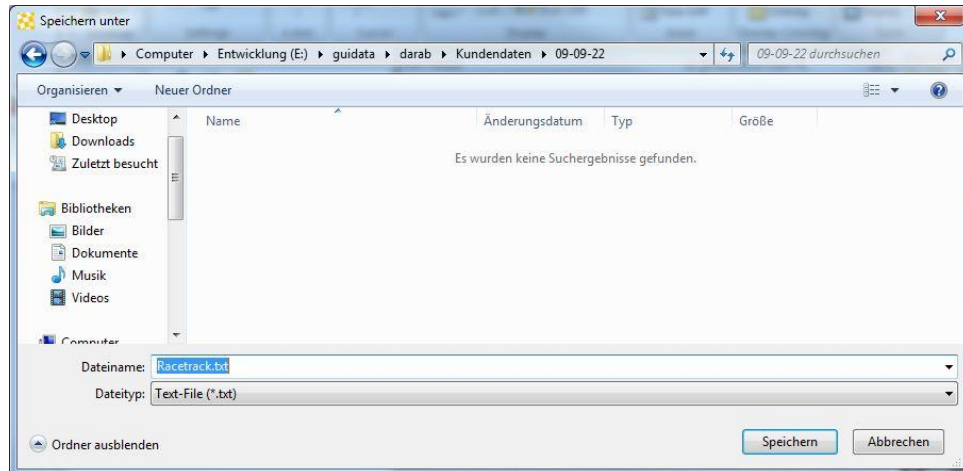 Speichern unter
Computer Entwicklung (E:) guidata darab Kundendaten 09-09-22 09-09-22 durchsuchen
Organisieren Neuer Ordner
Desktop
Downloads
Zuletzt besucht
Bibliotheken
Bilder
Dokumente
Musik
Videos
Computer
Name Änderungsdatum Typ Größe
Es wurden keine Suchergebnisse gefunden.
Dateiname: Racetrack.txt
Dateityp: Text-File (*.txt)
Ordner ausblenden Speichern Abbrechen